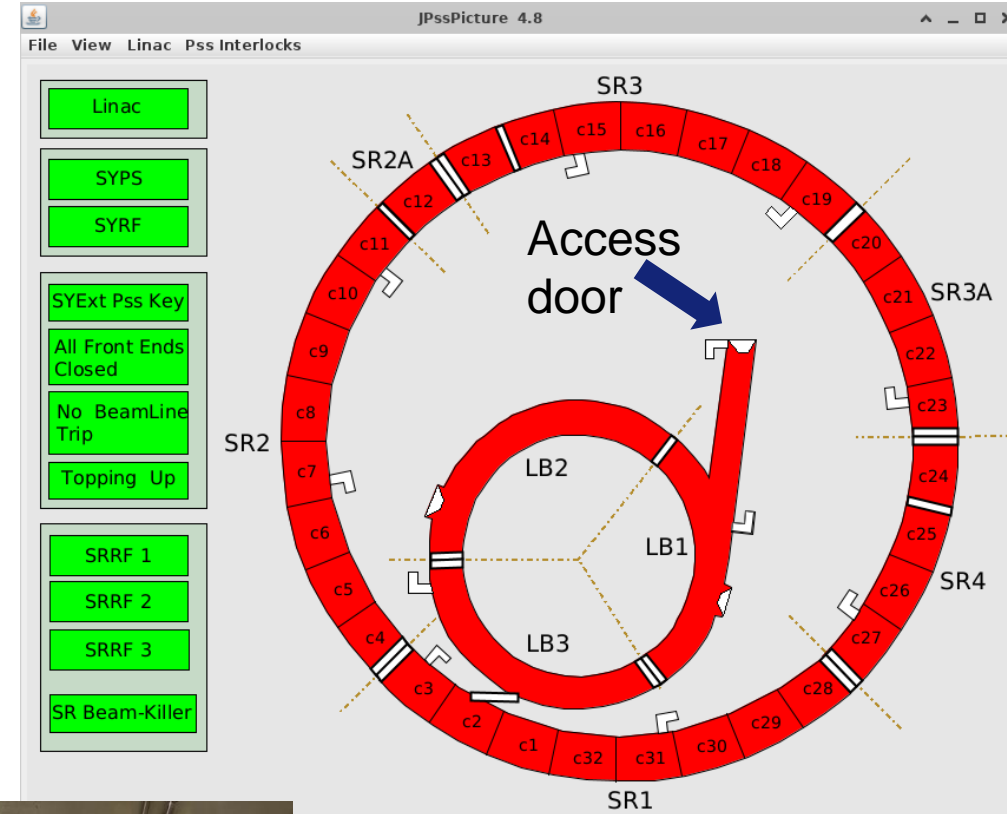 JPssPicture 4.8
File View Linac Pss Interlocks
Linac
SYPS
SYRF
SYExt Pss Key
All Front Ends
Closed
No BeamLine
Trip
Topping Up
SRRF 1
SRRF 2
SRRF 3
SR Beam-Killer
SR3
SR2A
SR3A
SR2
SR4
SR1
Access
door
LB2
LB1
LB3
c1
c2
c3
c4
c5
c6
c7
c8
c9
c10
c11
c12
c13
c14
c15
c16
c17
c18
c19
c20
c21
c22
c23
c24
c25
c26
c27
c28
c29
c30
c31
c32